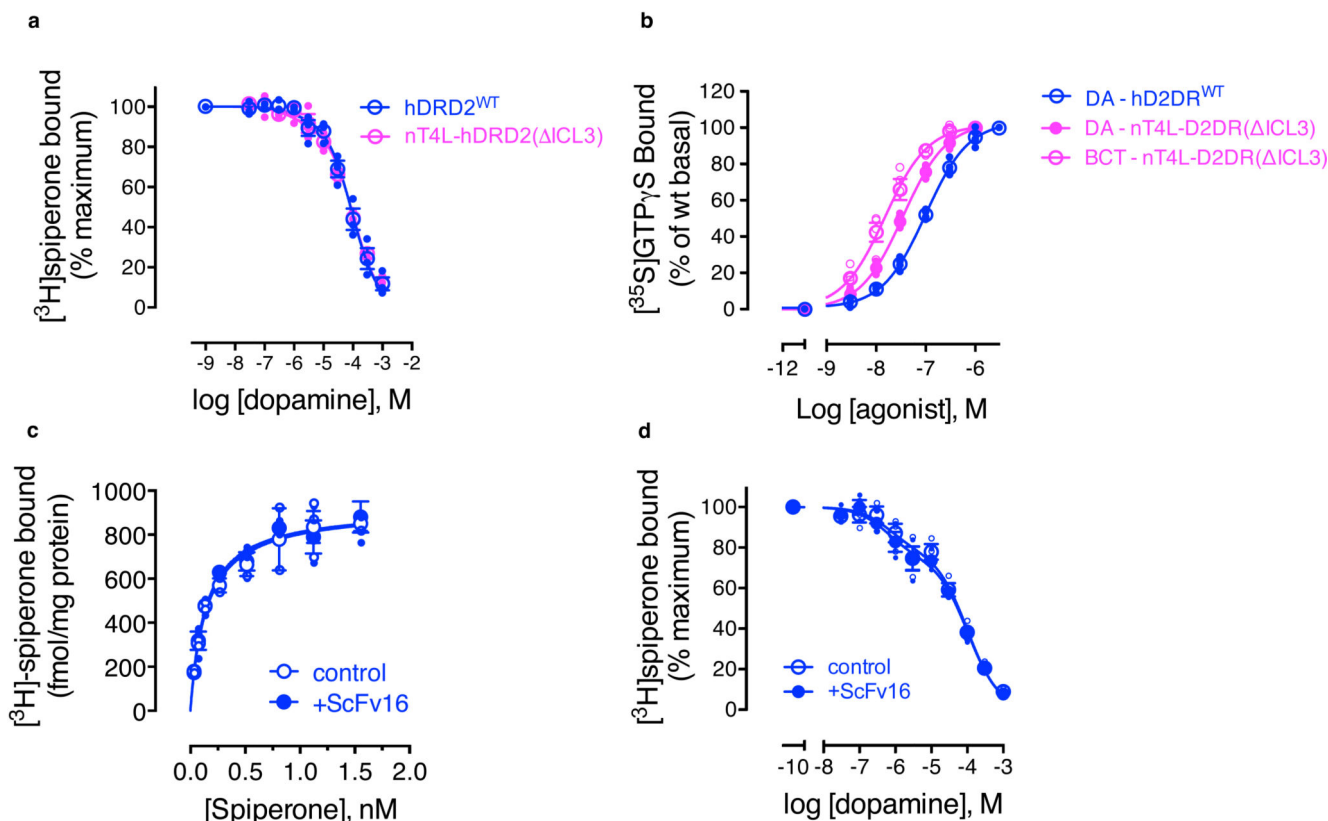 a
[³H]spiperone bound
(% maximum)
100
80
60
40
20
0
hDRD2WT
nT4L-hDRD2(ΔICL3)
-9 -8 -7 -6 -5 -4 -3 -2
log [dopamine], M
b
[³⁵S]GTPγS Bound
(% of wt basal)
120
100
80
60
40
20
0
DA - hD2DRWT
DA - nT4L-D2DR(ΔICL3)
BCT - nT4L-D2DR(ΔICL3)
-12 -9 -8 -7 -6
Log [agonist], M
c
[³H]-spiperone bound
(fmol/mg protein)
1000
800
600
400
200
0
control
+ScFv16
0.0 0.5 1.0 1.5 2.0
[Spiperone], nM
d
[³H]spiperone bound
(% maximum)
100
80
60
40
20
0
control
+ScFv16
-10 -8 -7 -6 -5 -4 -3
log [dopamine], M